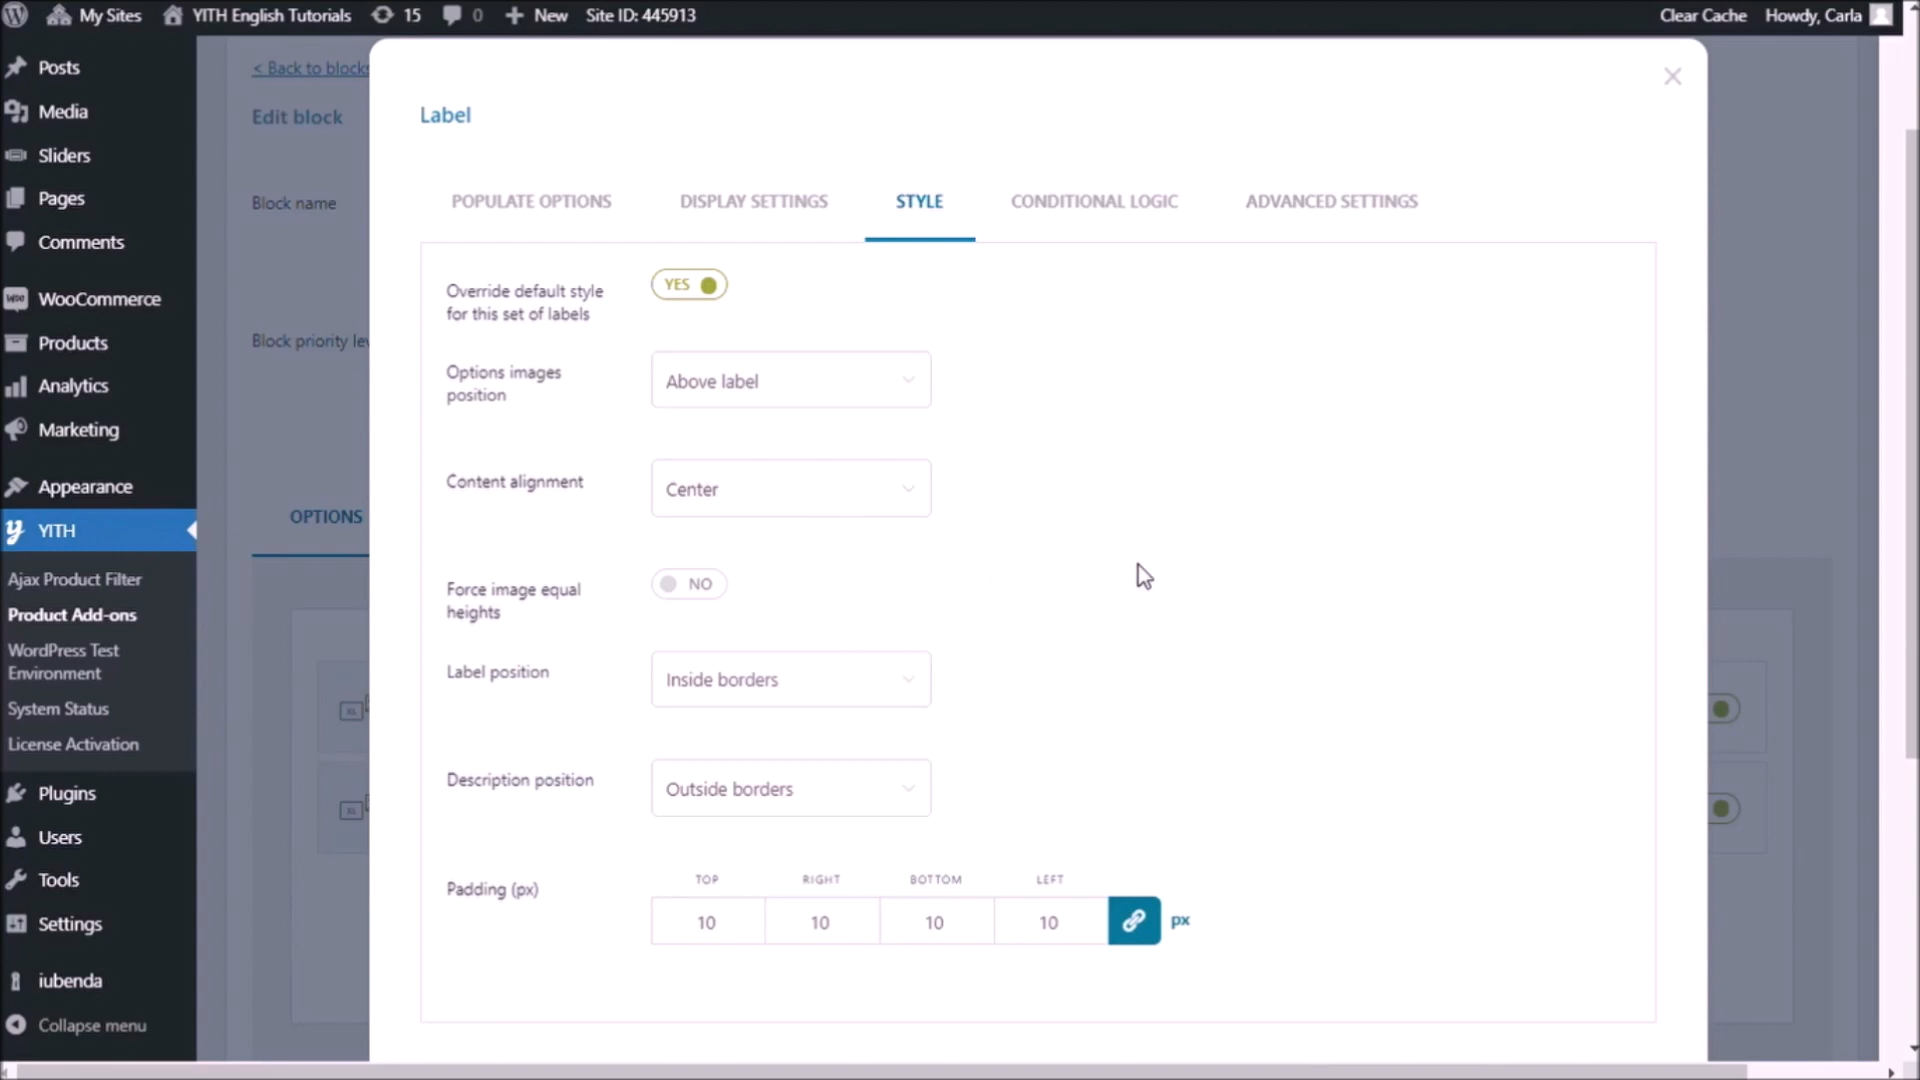 My Sites
YITH English Tutorials
15
0
New
Site ID: 445913
Clear Cache
Howdy, Carla
Posts
Media
Sliders
Pages
Comments
WooCommerce
Products
Analytics
Marketing
Appearance
YITH
Ajax Product Filter
Product Add-ons
WordPress Test
Environment
System Status
License Activation
Plugins
Users
Tools
Settings
iubenda
Collapse menu
< Back to blocks
Edit block
Block name
Block priority lev
OPTIONS
XL
XL
Label
POPULATE OPTIONS
DISPLAY SETTINGS
STYLE
CONDITIONAL LOGIC
ADVANCED SETTINGS
Override default style
for this set of labels
YES
Options images
position
Above label
Content alignment
Center
Force image equal
heights
NO
Label position
Inside borders
Description position
Outside borders
Padding (px)
TOP RIGHT BOTTOM LEFT
10 10 10 10 px